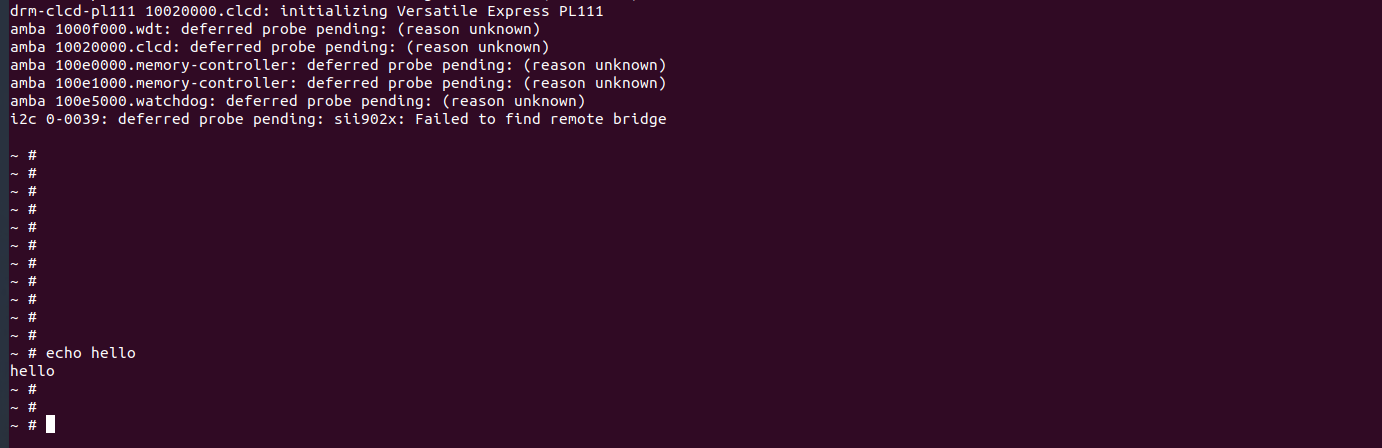 drm-clcd-pl111 10020000.clcd: initializing Versatile Express PL111
amba 1000f000.wdt: deferred probe pending: (reason unknown)
amba 10020000.clcd: deferred probe pending: (reason unknown)
amba 100e0000.memory-controller: deferred probe pending: (reason unknown)
amba 100e1000.memory-controller: deferred probe pending: (reason unknown)
amba 100e5000.watchdog: deferred probe pending: (reason unknown)
i2c 0-0039: deferred probe pending: sii902x: Failed to find remote bridge
~ #
~ #
~ #
~ #
~ #
~ #
~ #
~ #
~ #
~ #
~ #
~ # echo hello
hello
~ #
~ #
~ #